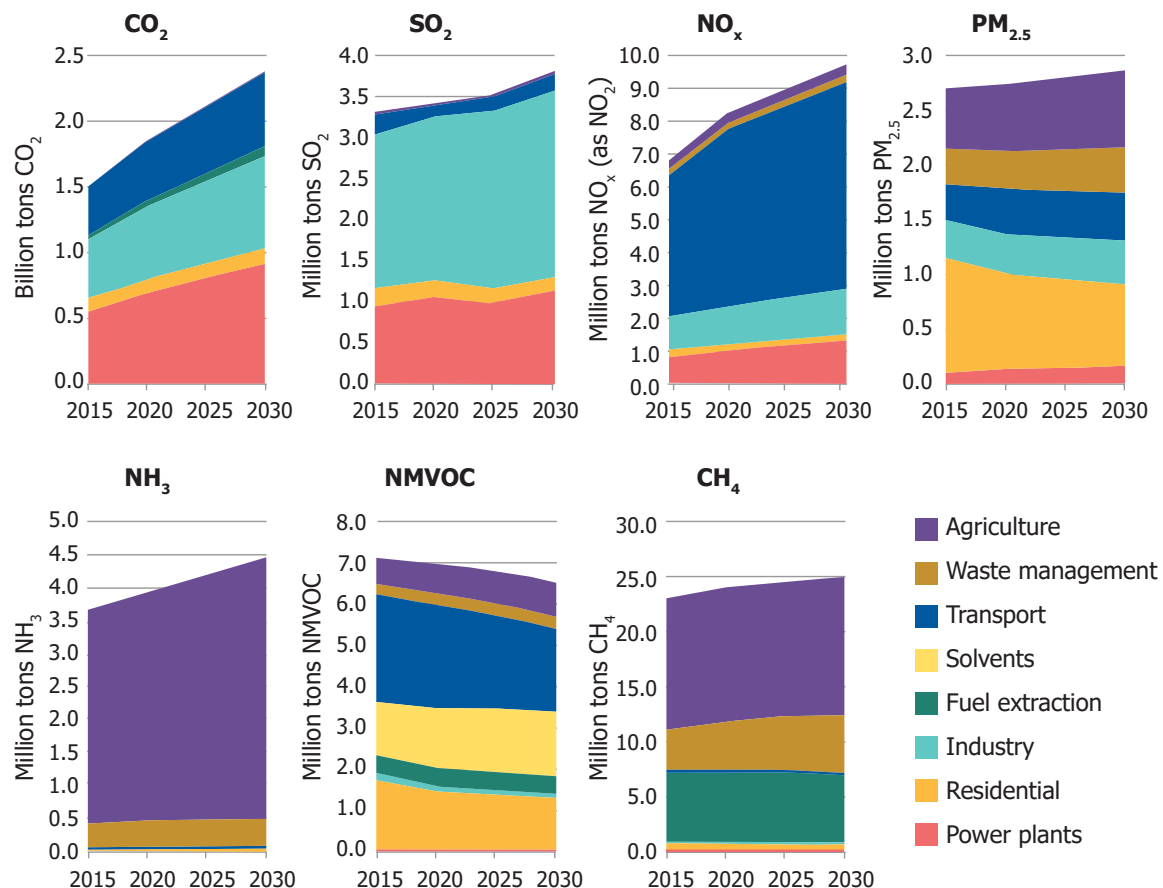 CO₂
SO₂
NOₓ
PM₂.₅
Billion tons CO₂
2.5
2.0
1.5
1.0
0.5
0.0
2015 2020 2025 2030
Million tons SO₂
4.0
3.5
3.0
2.5
2.0
1.5
1.0
0.5
0.0
2015 2020 2025 2030
Million tons NOₓ (as NO₂)
10.0
9.0
8.0
7.0
6.0
5.0
4.0
3.0
2.0
1.0
0.0
2015 2020 2025 2030
Million tons PM₂.₅
3.0
2.5
2.0
1.5
1.0
0.5
0.0
2015 2020 2025 2030
NH₃
NMVOC
CH₄
Million tons NH₃
5.0
4.5
4.0
3.5
3.0
2.5
2.0
1.5
1.0
0.5
0.0
2015 2020 2025 2030
Million tons NMVOC
8.0
7.0
6.0
5.0
4.0
3.0
2.0
1.0
0.0
2015 2020 2025 2030
Million tons CH₄
30.0
25.0
20.0
15.0
10.0
5.0
0.0
2015 2020 2025 2030
Agriculture
Waste management
Transport
Solvents
Fuel extraction
Industry
Residential
Power plants